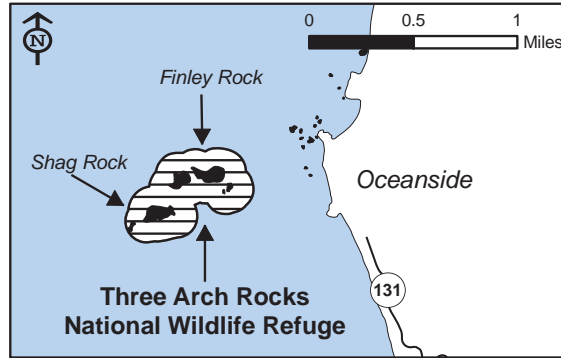 N
0 0.5 1
Miles
Finley Rock
Shag Rock
Oceanside
131
Three Arch Rocks
National Wildlife Refuge